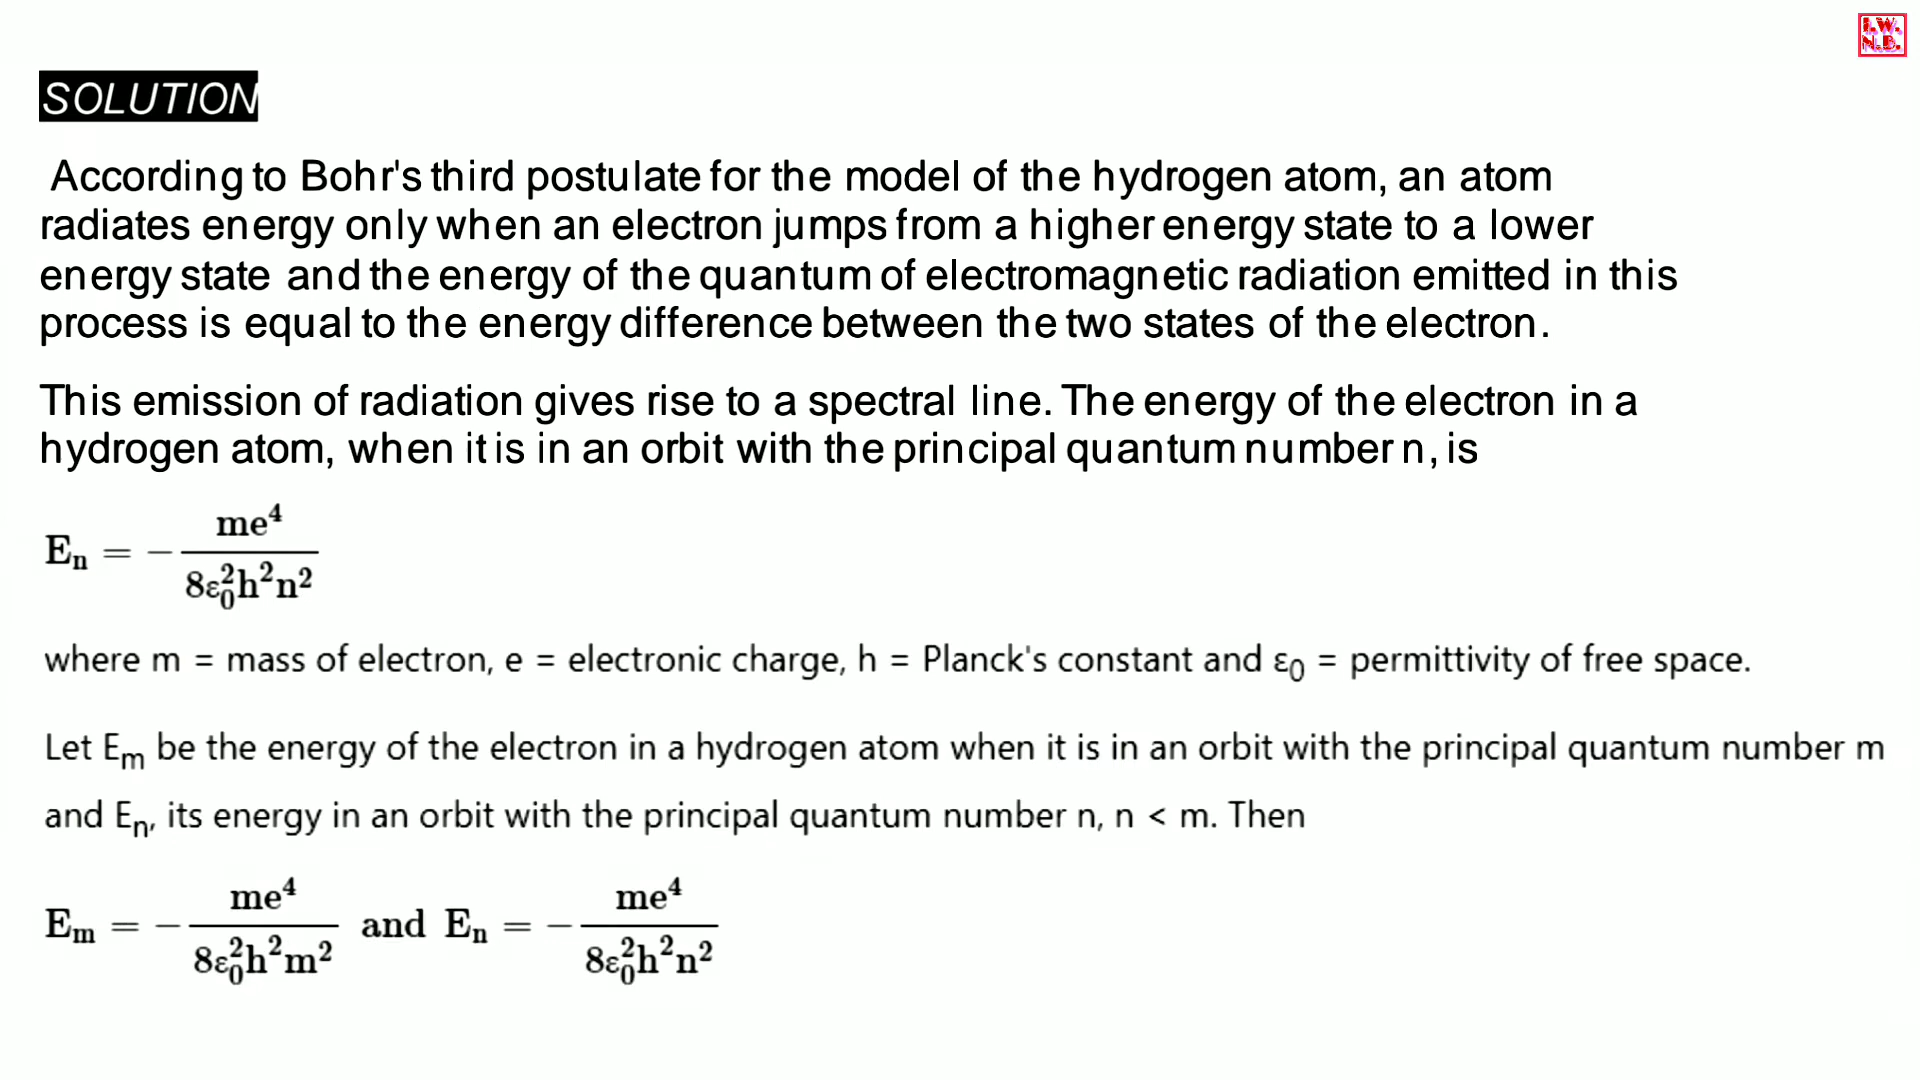 I.W.
N.B.
SOLUTION
According to Bohr's third postulate for the model of the hydrogen atom, an atom
radiates energy only when an electron jumps from a higher energy state to a lower
energy state and the energy of the quantum of electromagnetic radiation emitted in this
process is equal to the energy difference between the two states of the electron.
This emission of radiation gives rise to a spectral line. The energy of the electron in a
hydrogen atom, when it is in an orbit with the principal quantum number n, is
Eₙ = − me⁴ / 8ε₀²h²n²
where m = mass of electron, e = electronic charge, h = Planck's constant and ε₀ = permittivity of free space.
Let Eₘ be the energy of the electron in a hydrogen atom when it is in an orbit with the principal quantum number m
and Eₙ, its energy in an orbit with the principal quantum number n, n < m. Then
Eₘ = − me⁴ / 8ε₀²h²m² and Eₙ = − me⁴ / 8ε₀²h²n²